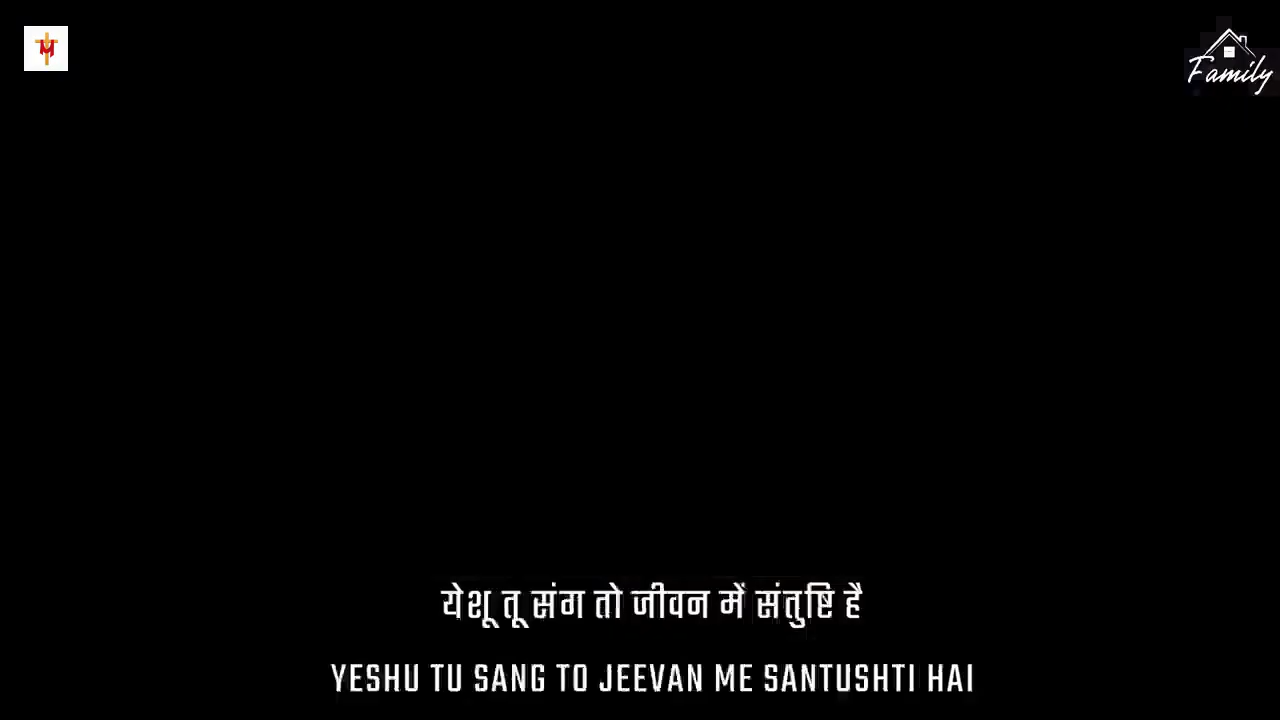 Family
येशू तू संग तो जीवन में संतुष्टि है
YESHU TU SANG TO JEEVAN ME SANTUSHTI HAI